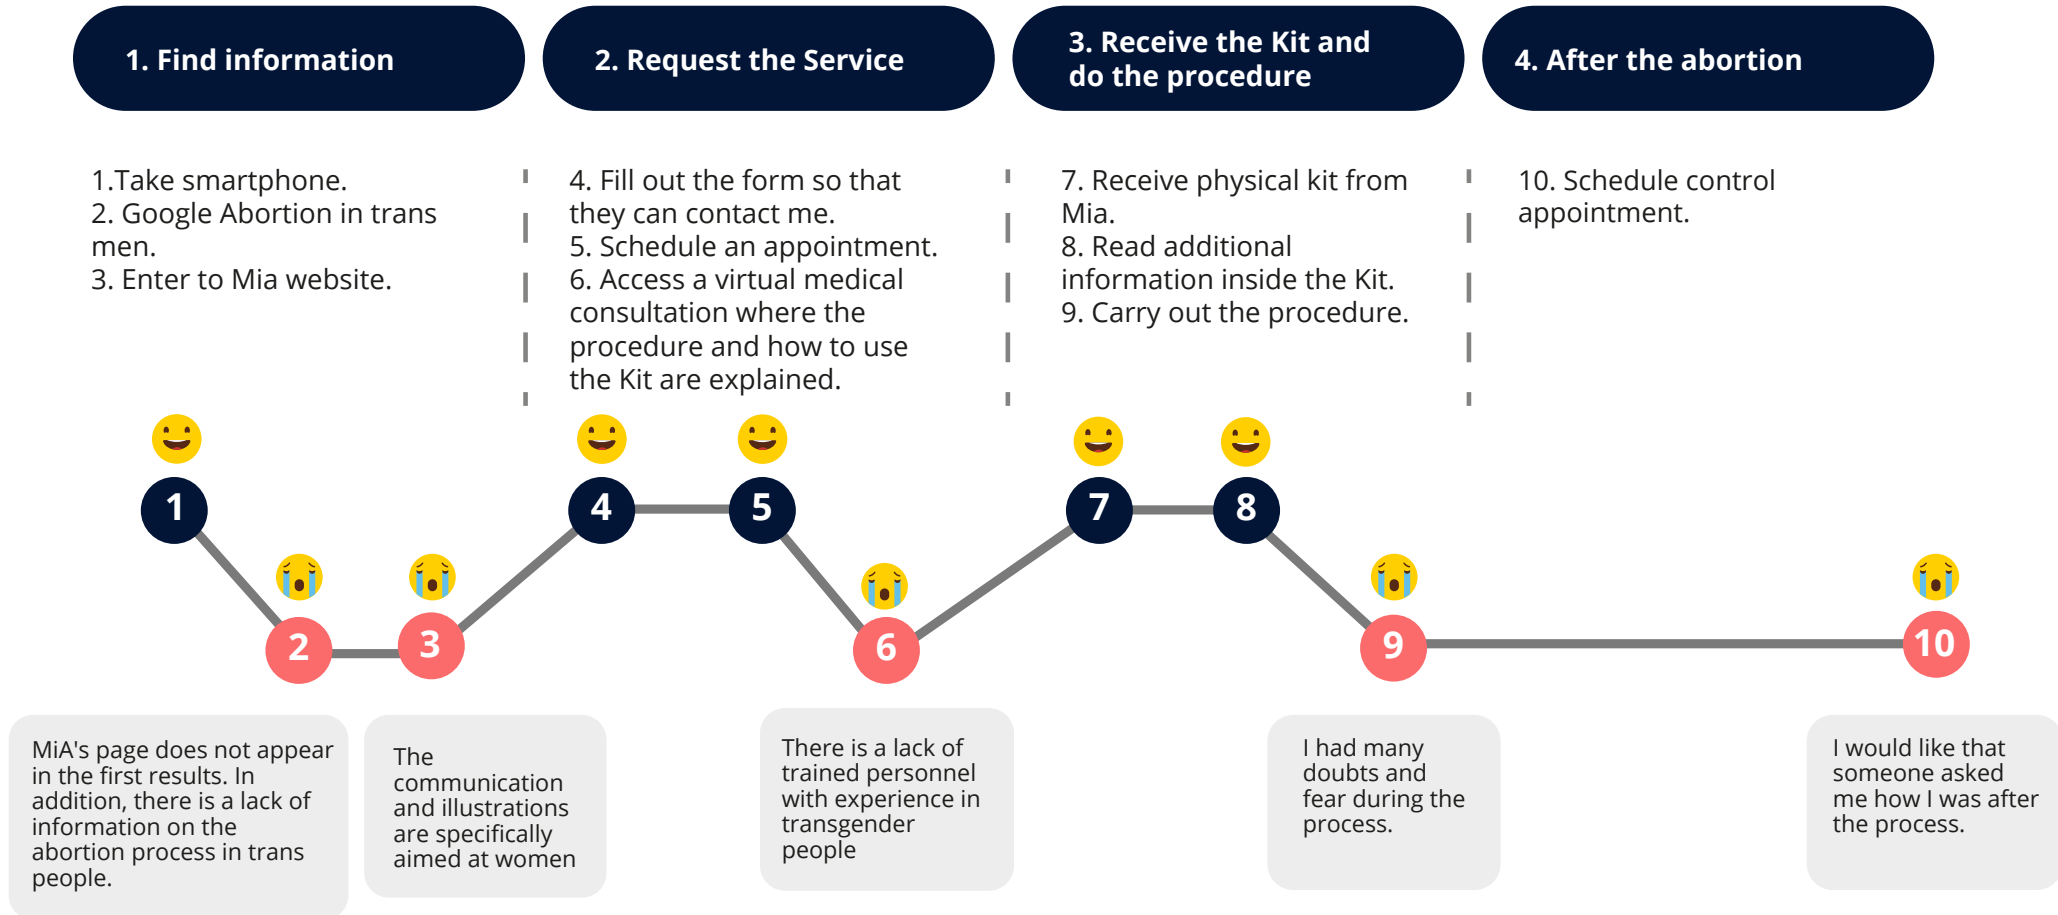 1. Find information
2. Request the Service
3. Receive the Kit and
do the procedure
4. After the abortion
1.Take smartphone.
2. Google Abortion in trans
men.
3. Enter to Mia website.
4. Fill out the form so that
they can contact me.
5. Schedule an appointment.
6. Access a virtual medical
consultation where the
procedure and how to use
the Kit are explained.
7. Receive physical kit from
Mia.
8. Read additional
information inside the Kit.
9. Carry out the procedure.
10. Schedule control
appointment.
1
2
3
4
5
6
7
8
9
10
MiA's page does not appear
in the first results. In
addition, there is a lack of
information on the
abortion process in trans
people.
The
communication
and illustrations
are specifically
aimed at women
There is a lack of
trained personnel
with experience in
transgender
people
I had many
doubts and
fear during the
process.
I would like that
someone asked
me how I was after
the process.